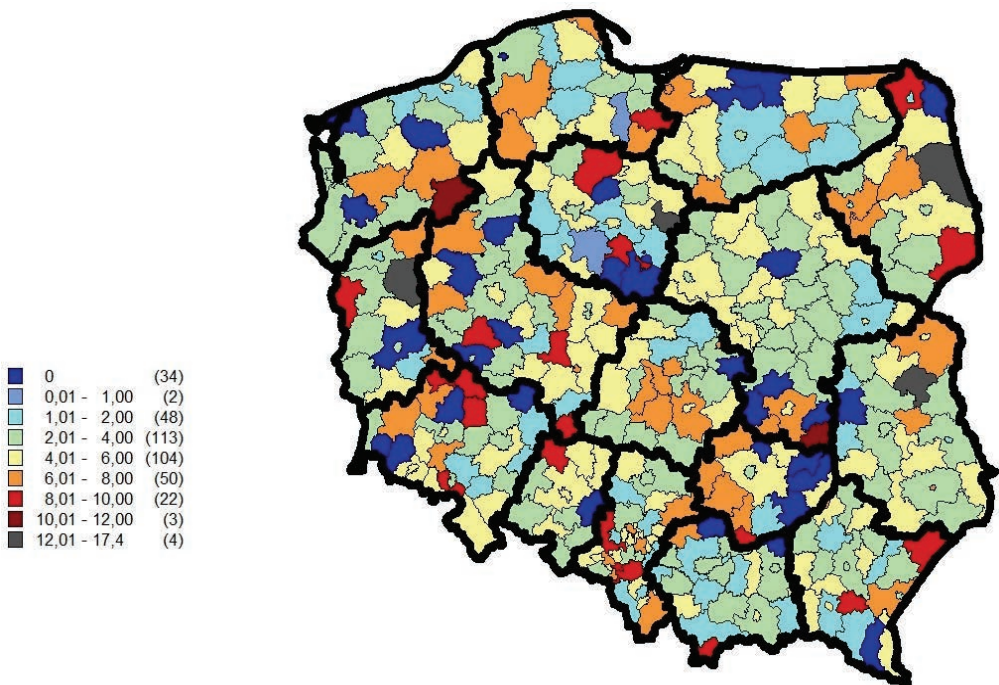 0 (34)
0,01 - 1,00 (2)
1,01 - 2,00 (48)
2,01 - 4,00 (113)
4,01 - 6,00 (104)
6,01 - 8,00 (50)
8,01 - 10,00 (22)
10,01 - 12,00 (3)
12,01 - 17,4 (4)